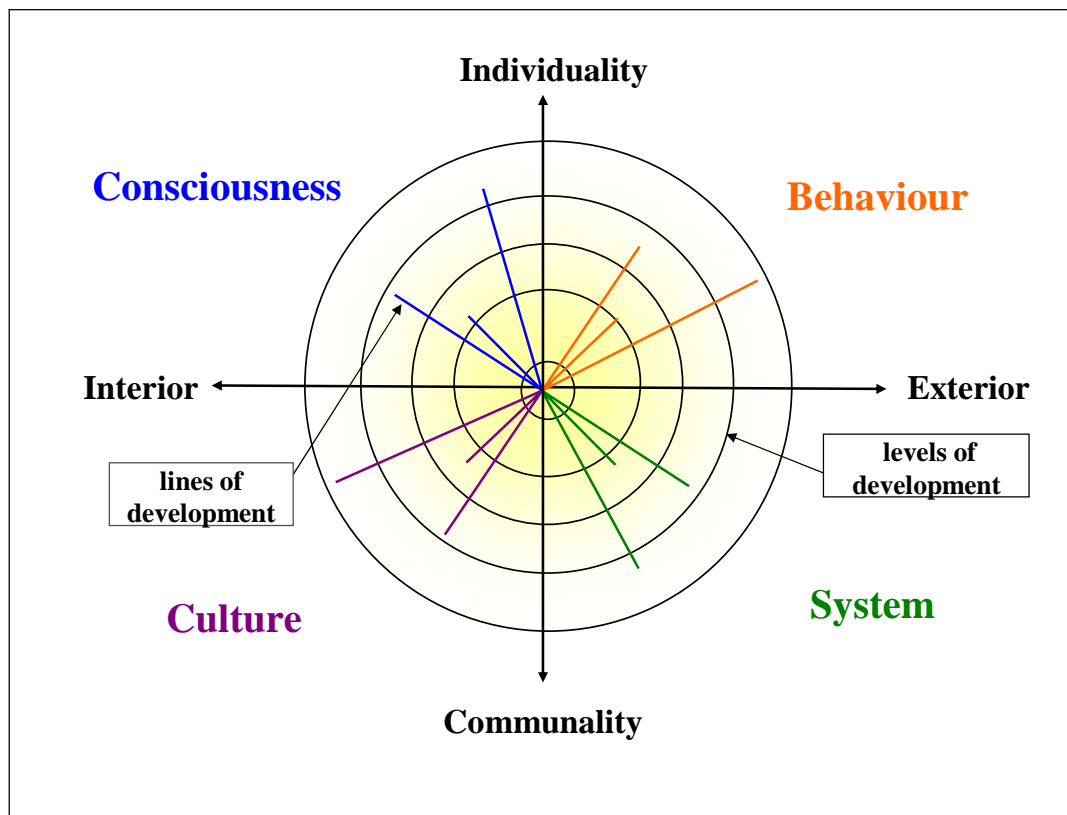 Individuality
Consciousness
Behaviour
Interior
Exterior
lines of
development
levels of
development
Culture
System
Communality